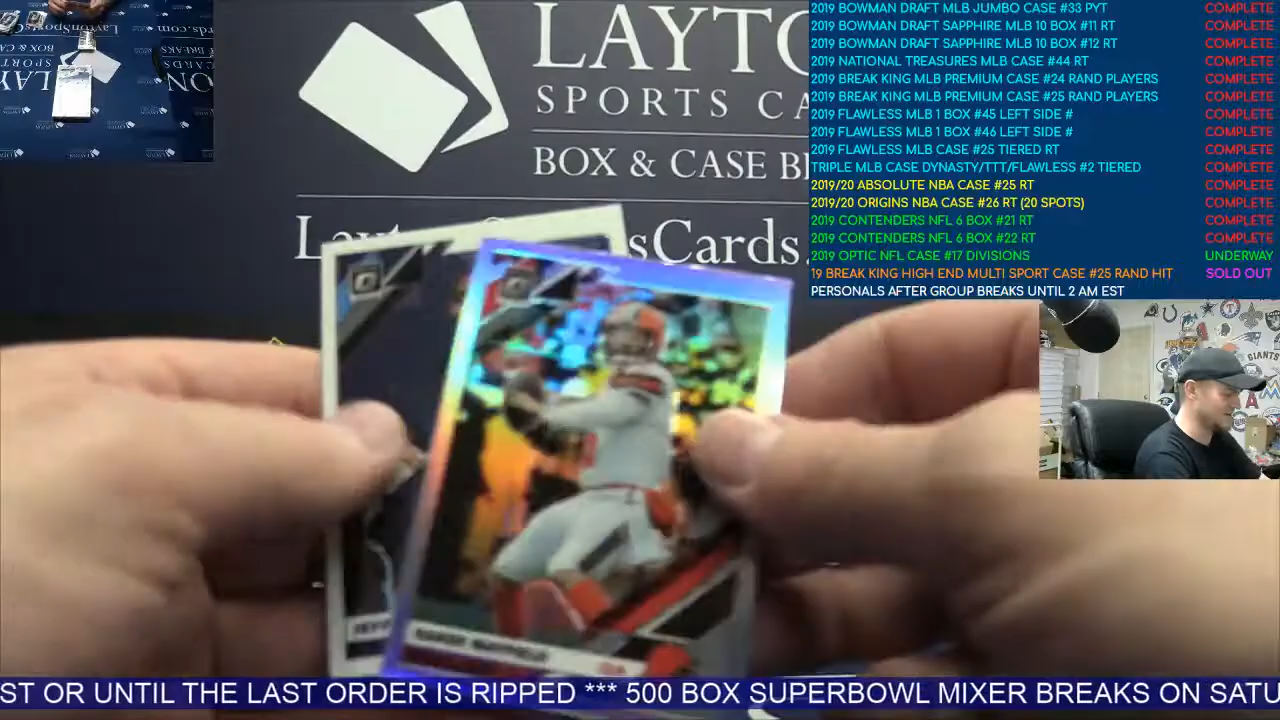 LAYTO
SPORTS CA
BOX & CASE B
sCards.
2019 BOWMAN DRAFT MLB JUMBO CASE #33 PYT COMPLETE
2019 BOWMAN DRAFT SAPPHIRE MLB 10 BOX #11 RT COMPLETE
2019 BOWMAN DRAFT SAPPHIRE MLB 10 BOX #12 RT COMPLETE
2019 NATIONAL TREASURES MLB CASE #44 RT COMPLETE
2019 BREAK KING MLB PREMIUM CASE #24 RAND PLAYERS COMPLETE
2019 BREAK KING MLB PREMIUM CASE #25 RAND PLAYERS COMPLETE
2019 FLAWLESS MLB 1 BOX #45 LEFT SIDE # COMPLETE
2019 FLAWLESS MLB 1 BOX #46 LEFT SIDE # COMPLETE
2019 FLAWLESS MLB CASE #25 TIERED RT COMPLETE
TRIPLE MLB CASE DYNASTY/TTT/FLAWLESS #2 TIERED COMPLETE
2019/20 ABSOLUTE NBA CASE #25 RT COMPLETE
2019/20 ORIGINS NBA CASE #26 RT (20 SPOTS) COMPLETE
2019 CONTENDERS NFL 6 BOX #21 RT COMPLETE
2019 CONTENDERS NFL 6 BOX #22 RT COMPLETE
2019 OPTIC NFL CASE #17 DIVISIONS UNDERWAY
19 BREAK KING HIGH END MULTI SPORT CASE #25 RAND HIT SOLD OUT
PERSONALS AFTER GROUP BREAKS UNTIL 2 AM EST
GIANTS
BAKER MAYFIELD
ST OR UNTIL THE LAST ORDER IS RIPPED *** 500 BOX SUPERBOWL MIXER BREAKS ON SATU